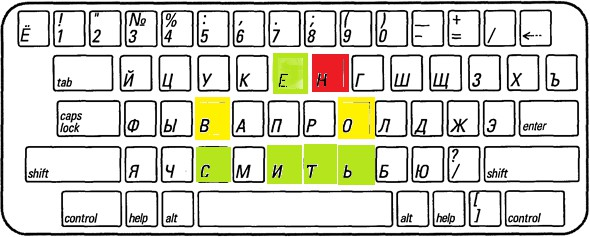 ! " № % : , . ; ( ) — +
Ё 1 2 3 4 5 6 7 8 9 0 - = / <---
tab Й Ц У К Е Н Г Ш Щ З Х Ъ
caps
lock Ф Ы В А П Р О Л Д Ж Э enter
?
shift Я Ч С М И Т Ь Б Ю / shift
[
control help alt alt help ] control